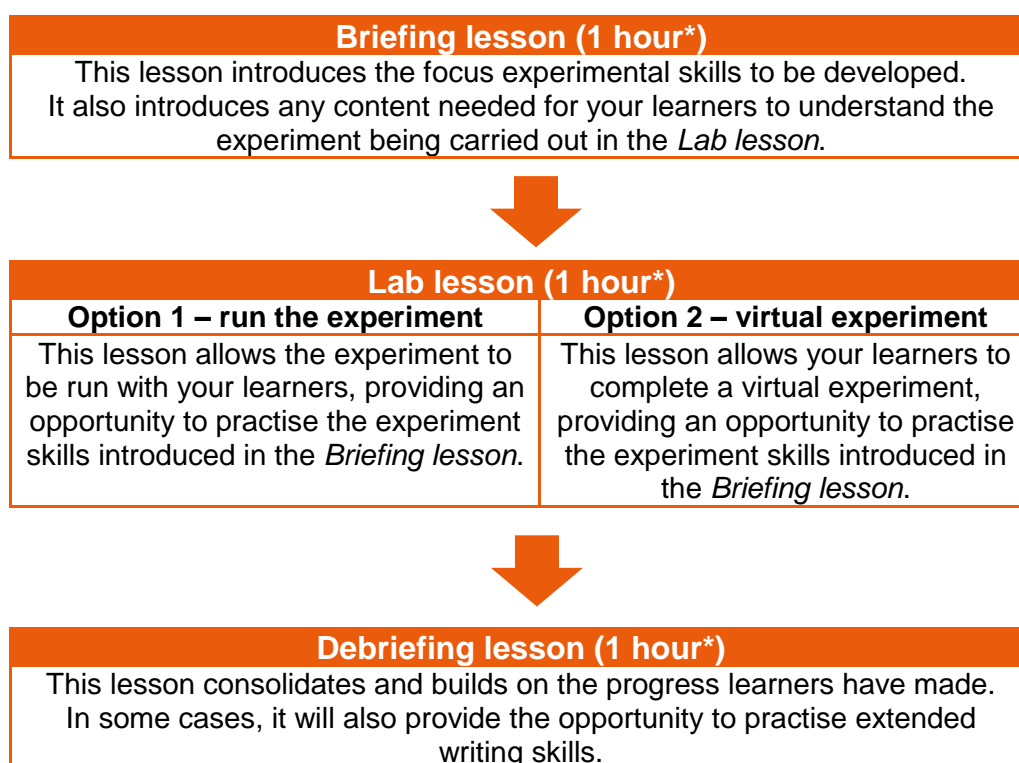 Briefing lesson (1 hour*)
This lesson introduces the focus experimental skills to be developed.
It also introduces any content needed for your learners to understand the
experiment being carried out in the Lab lesson.
Lab lesson (1 hour*)
Option 1 – run the experiment
This lesson allows the experiment to
be run with your learners, providing an
opportunity to practise the experiment
skills introduced in the Briefing lesson.
Option 2 – virtual experiment
This lesson allows your learners to
complete a virtual experiment,
providing an opportunity to practise
the experiment skills introduced in
the Briefing lesson.
Debriefing lesson (1 hour*)
This lesson consolidates and builds on the progress learners have made.
In some cases, it will also provide the opportunity to practise extended
writing skills.